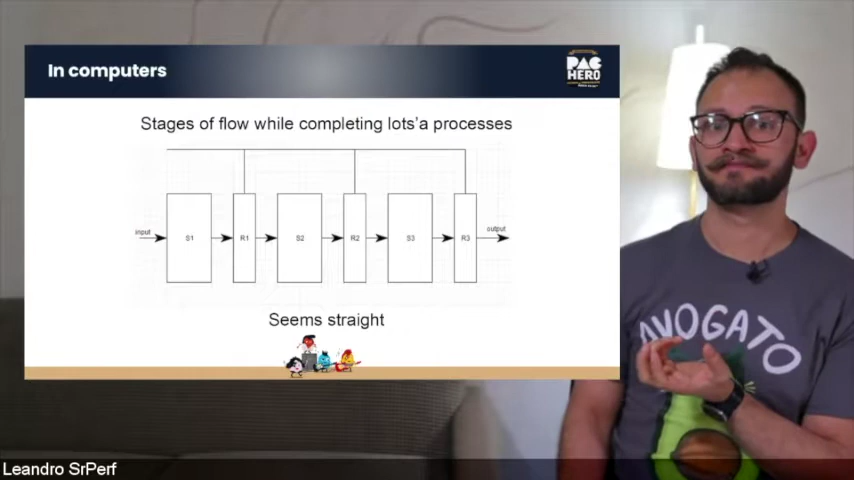 In computers
PAC
HERO
Stages of flow while completing lots'a processes
input
S1
R1
S2
R2
S3
R3
output
Seems straight
AVOGATO
Leandro SrPerf